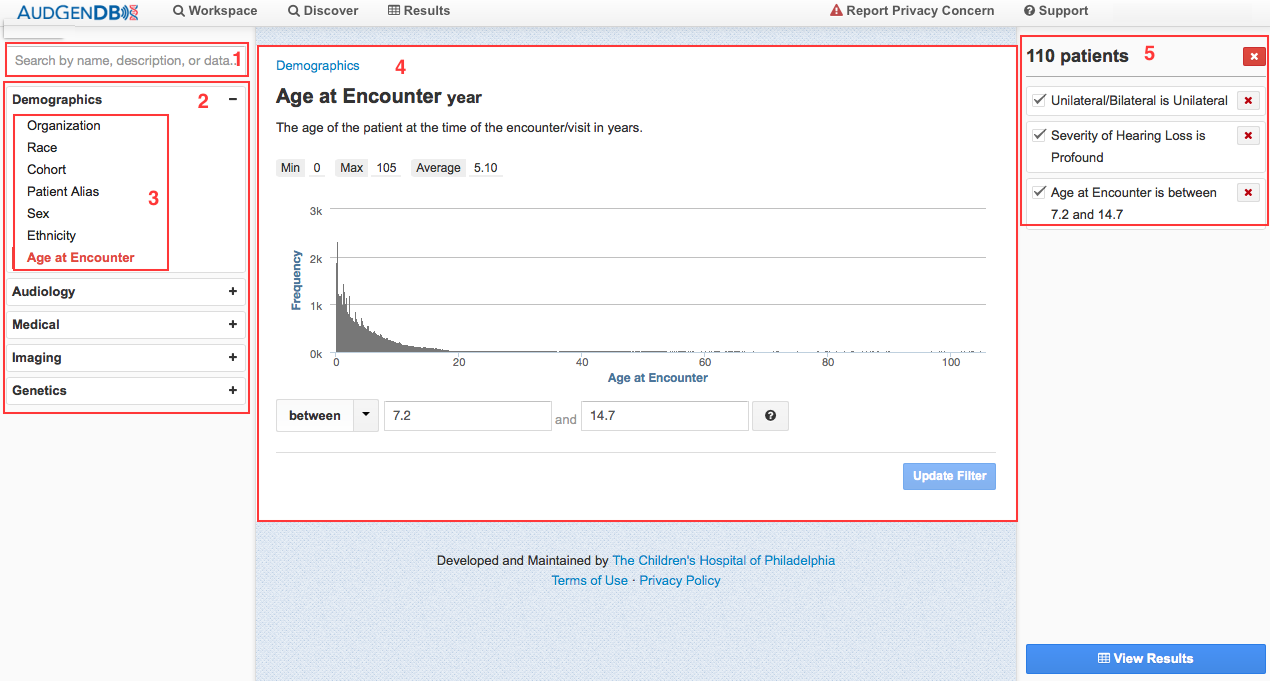 AUDGENDB
Workspace
Discover
Results
Report Privacy Concern
Support
Search by name, description, or data..
1
Demographics
2
Organization
Race
Cohort
Patient Alias
Sex
Ethnicity
Age at Encounter
3
Audiology +
Medical +
Imaging +
Genetics +
Demographics
4
Age at Encounter year
The age of the patient at the time of the encounter/visit in years.
Min 0 Max 105 Average 5.10
3k
2k
1k
0k
Frequency
0 20 40 60 80 100
Age at Encounter
between 7.2 and 14.7 ?
Update Filter
Developed and Maintained by The Children's Hospital of Philadelphia
Terms of Use · Privacy Policy
110 patients
5
Unilateral/Bilateral is Unilateral
Severity of Hearing Loss is
Profound
Age at Encounter is between
7.2 and 14.7
View Results